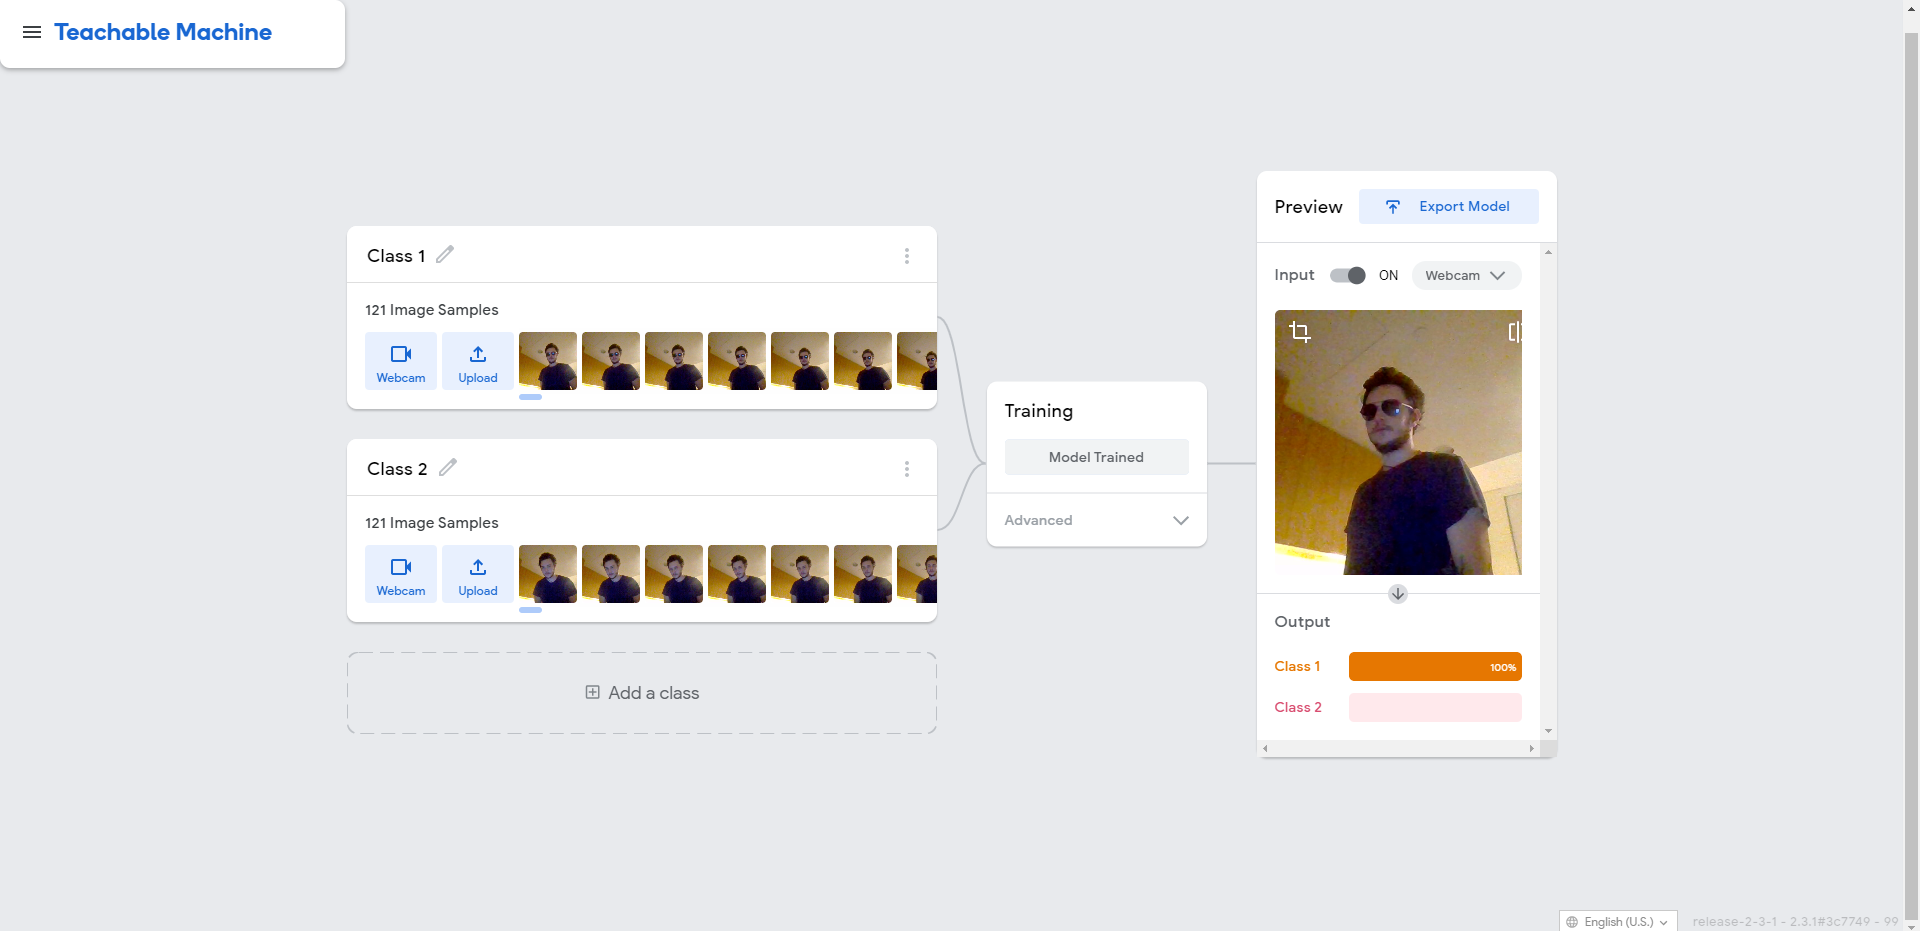 Teachable Machine
Class 1
121 Image Samples
Webcam
Upload
Class 2
121 Image Samples
Webcam
Upload
Add a class
Training
Model Trained
Advanced
Preview
Export Model
Input
ON
Webcam
Output
Class 1
100%
Class 2
English (U.S.)
release-2-3-1 - 2.3.1#3c7749 - 99